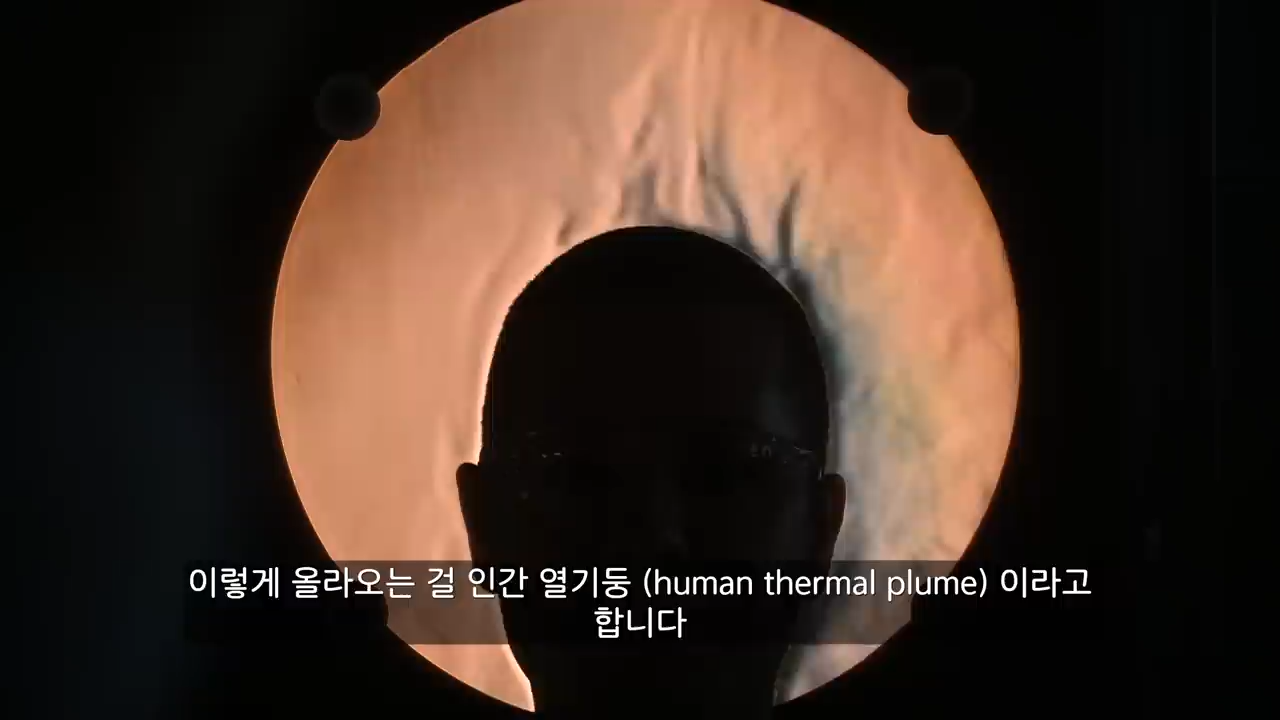 이렇게 올라오는 걸 인간 열기둥 (human thermal plume) 이라고
합니다